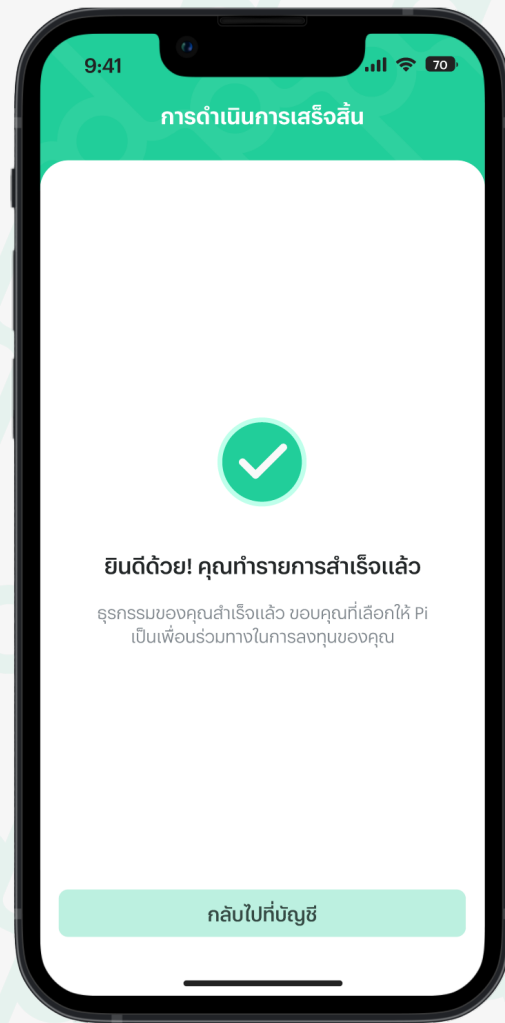 9:41
70
การดำเนินการเสร็จสิ้น
ยินดีด้วย! คุณทำรายการสำเร็จแล้ว
ธุรกรรมของคุณสำเร็จแล้ว ขอบคุณที่เลือกให้ Pi
เป็นเพื่อนร่วมทางในการลงทุนของคุณ
กลับไปที่บัญชี